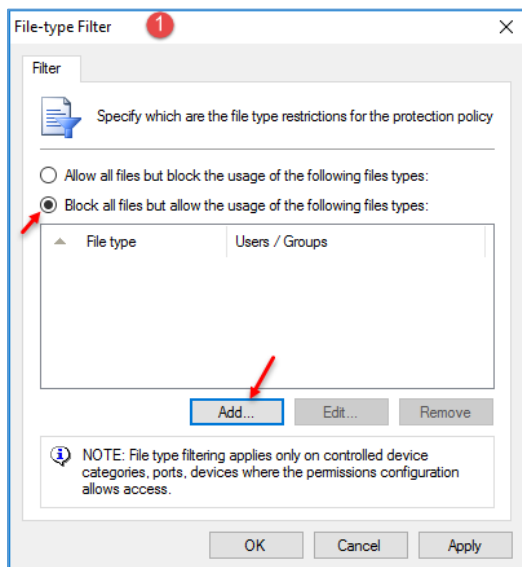 File-type Filter 1
Filter
Specify which are the file type restrictions for the protection policy
Allow all files but block the usage of the following files types:
Block all files but allow the usage of the following files types:
File type Users / Groups
Add... Edit... Remove
NOTE: File type filtering applies only on controlled device
categories, ports, devices where the permissions configuration
allows access.
OK Cancel Apply